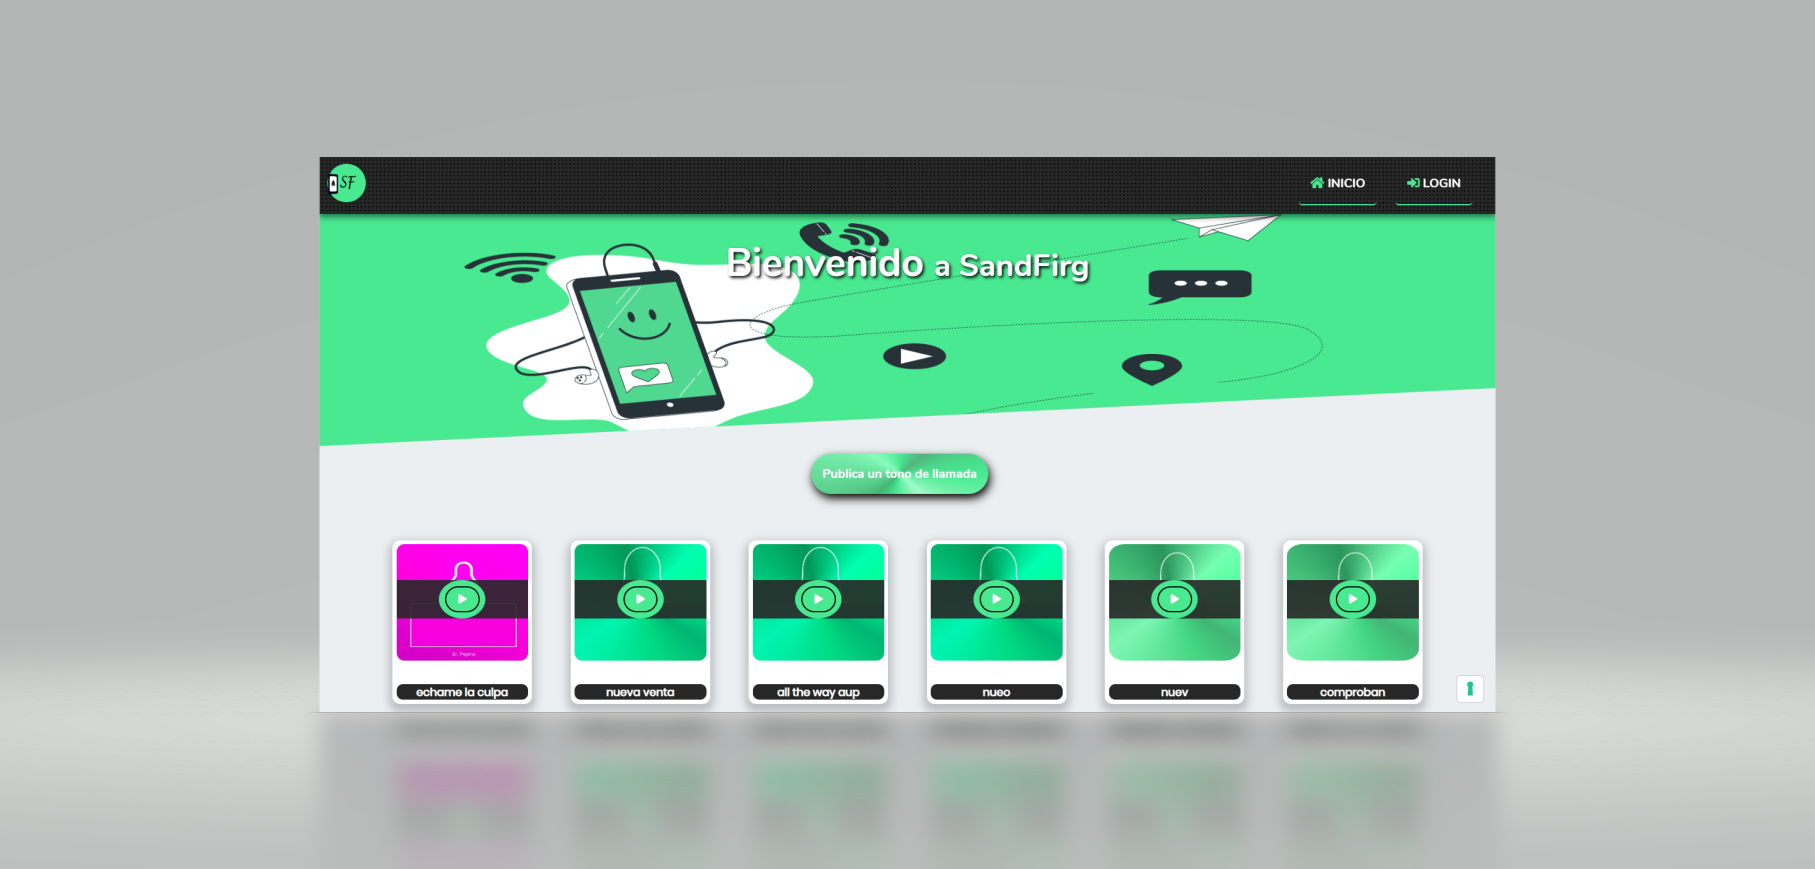 SF
INICIO
LOGIN
Bienvenido a SandFirg
Publica un tono de llamada
Sr. Pepino
echame la culpa
nueva venta
all the way aup
nueo
nuev
comproban